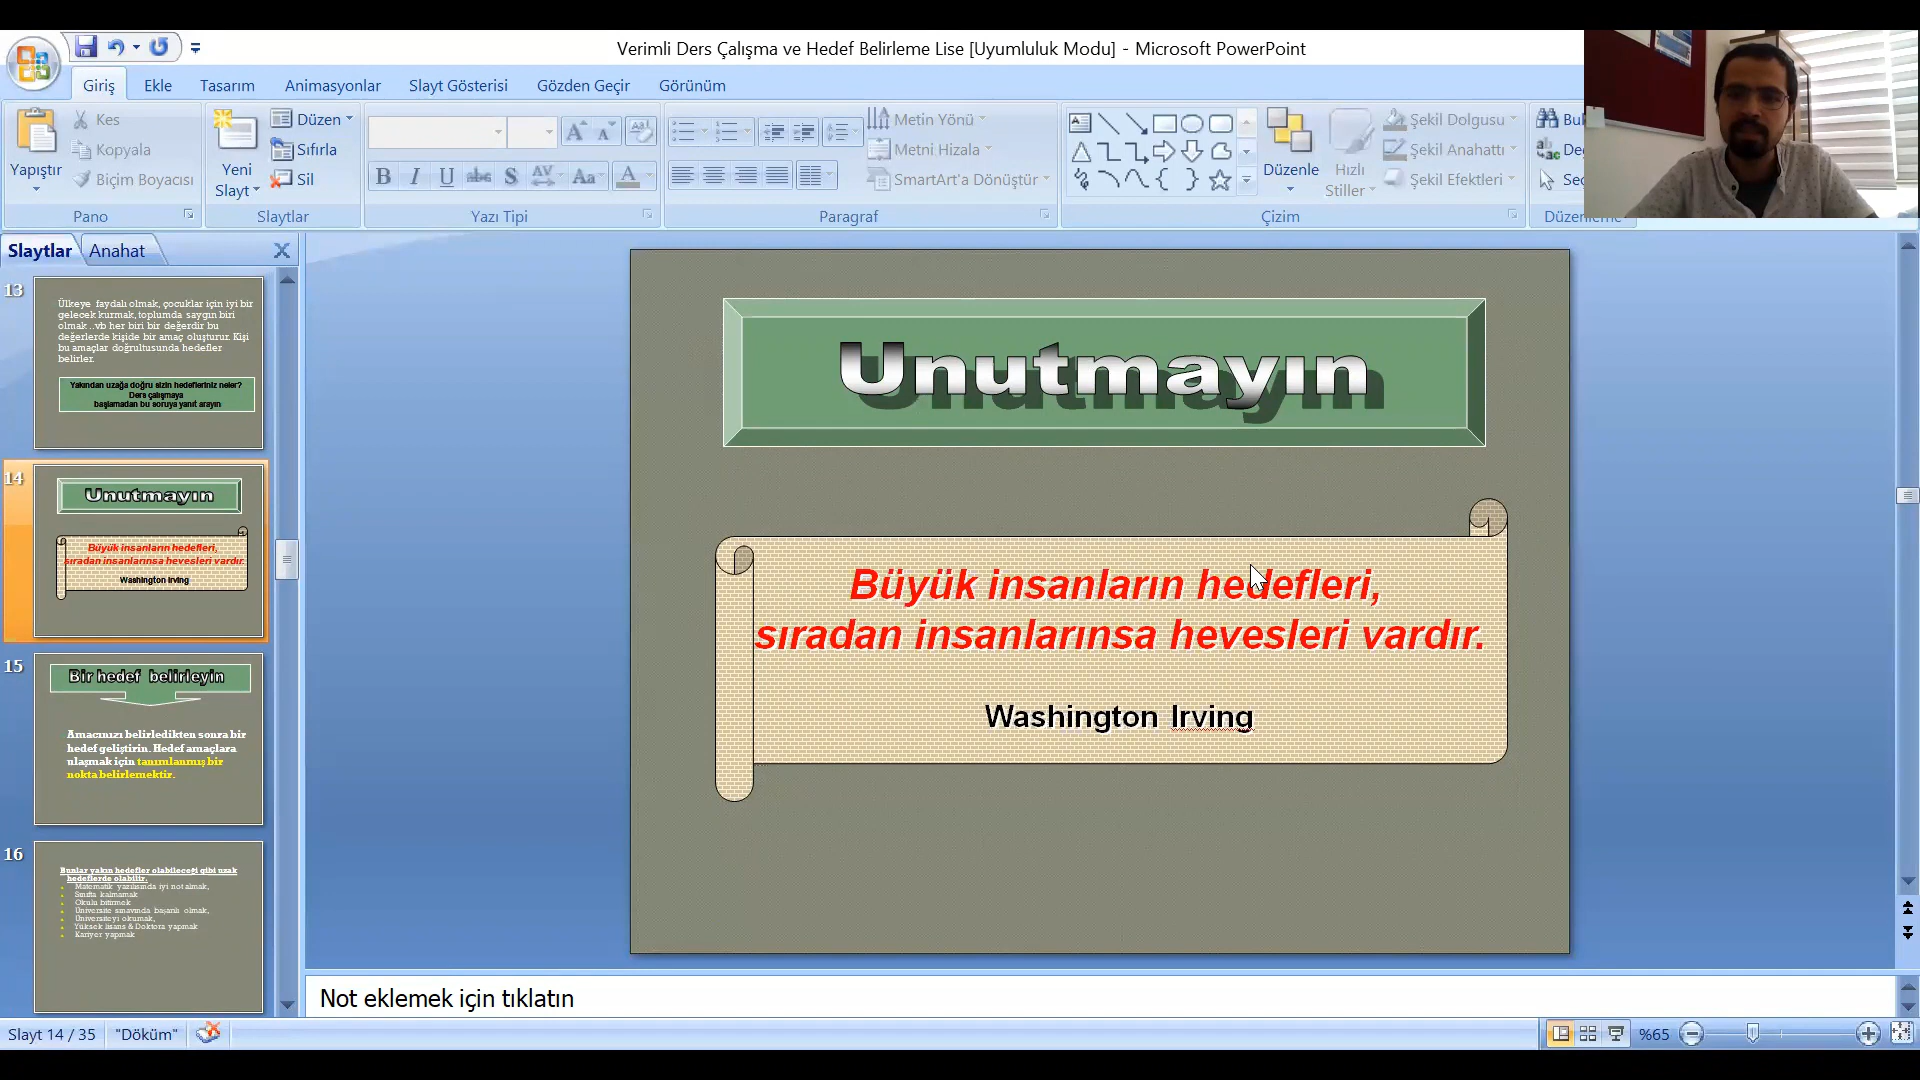 Verimli Ders Çalışma ve Hedef Belirleme Lise [Uyumluluk Modu] - Microsoft PowerPoint
Giriş Ekle Tasarım Animasyonlar Slayt Gösterisi Gözden Geçir Görünüm
Yapıştır
Kes
Kopyala
Biçim Boyacısı
Pano
Yeni
Slayt
Düzen
Sıfırla
Sil
Slaytlar
Yazı Tipi
Metin Yönü
Metni Hizala
SmartArt'a Dönüştür
Paragraf
Düzenle
Hızlı
Stiller
Şekil Dolgusu
Şekil Anahattı
Şekil Efektleri
Çizim
Düzenleme
Slaytlar Anahat
13
Ülkeye faydalı olmak, çocuklar için iyi bir
gelecek kurmak, toplumda saygın biri
olmak ..vb her biri bir değerdir bu
değerlerde kişide bir amaç oluşturur. Kişi
bu amaçlar doğrultusunda hedefler
belirler.
Yakından uzağa doğru sizin hedefleriniz neler?
Ders çalışmaya
başlamadan bu soruya yanıt arayın
14
Unutmayın
Büyük insanların hedefleri,
sıradan insanlarınsa hevesleri vardır.
Washington Irving
15
Bir hedef belirleyin
Amacınızı belirledikten sonra bir
hedef geliştirin. Hedef amaçlara
ulaşmak için tanımlanmış bir
nokta belirlemektir.
16
Bunlar yakın hedefler olabileceği gibi uzak
hedeflerde olabilir.
Matematik yazılısında iyi not almak,
Sınıfta kalmamak
Okulu bitirmek
Üniversite sınavında başarılı olmak,
Üniversiteyi okumak,
Yüksek lisans & Doktora yapmak
Kariyer yapmak
Unutmayın
Büyük insanların hedefleri,
sıradan insanlarınsa hevesleri vardır.
Washington Irving
Not eklemek için tıklatın
Slayt 14 / 35 "Döküm" %65